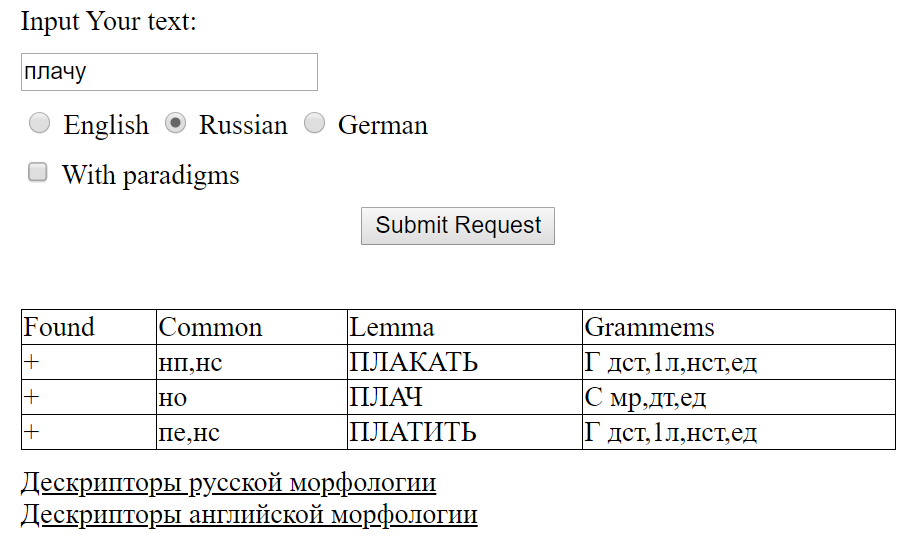 Input Your text:
плачу
English Russian German
With paradigms
Submit Request
Found Common Lemma Grammems
+ нп,нс ПЛАКАТЬ Г дст,1л,нст,ед
+ но ПЛАЧ С мр,дт,ед
+ пе,нс ПЛАТИТЬ Г дст,1л,нст,ед
Дескрипторы русской морфологии
Дескрипторы английской морфологии